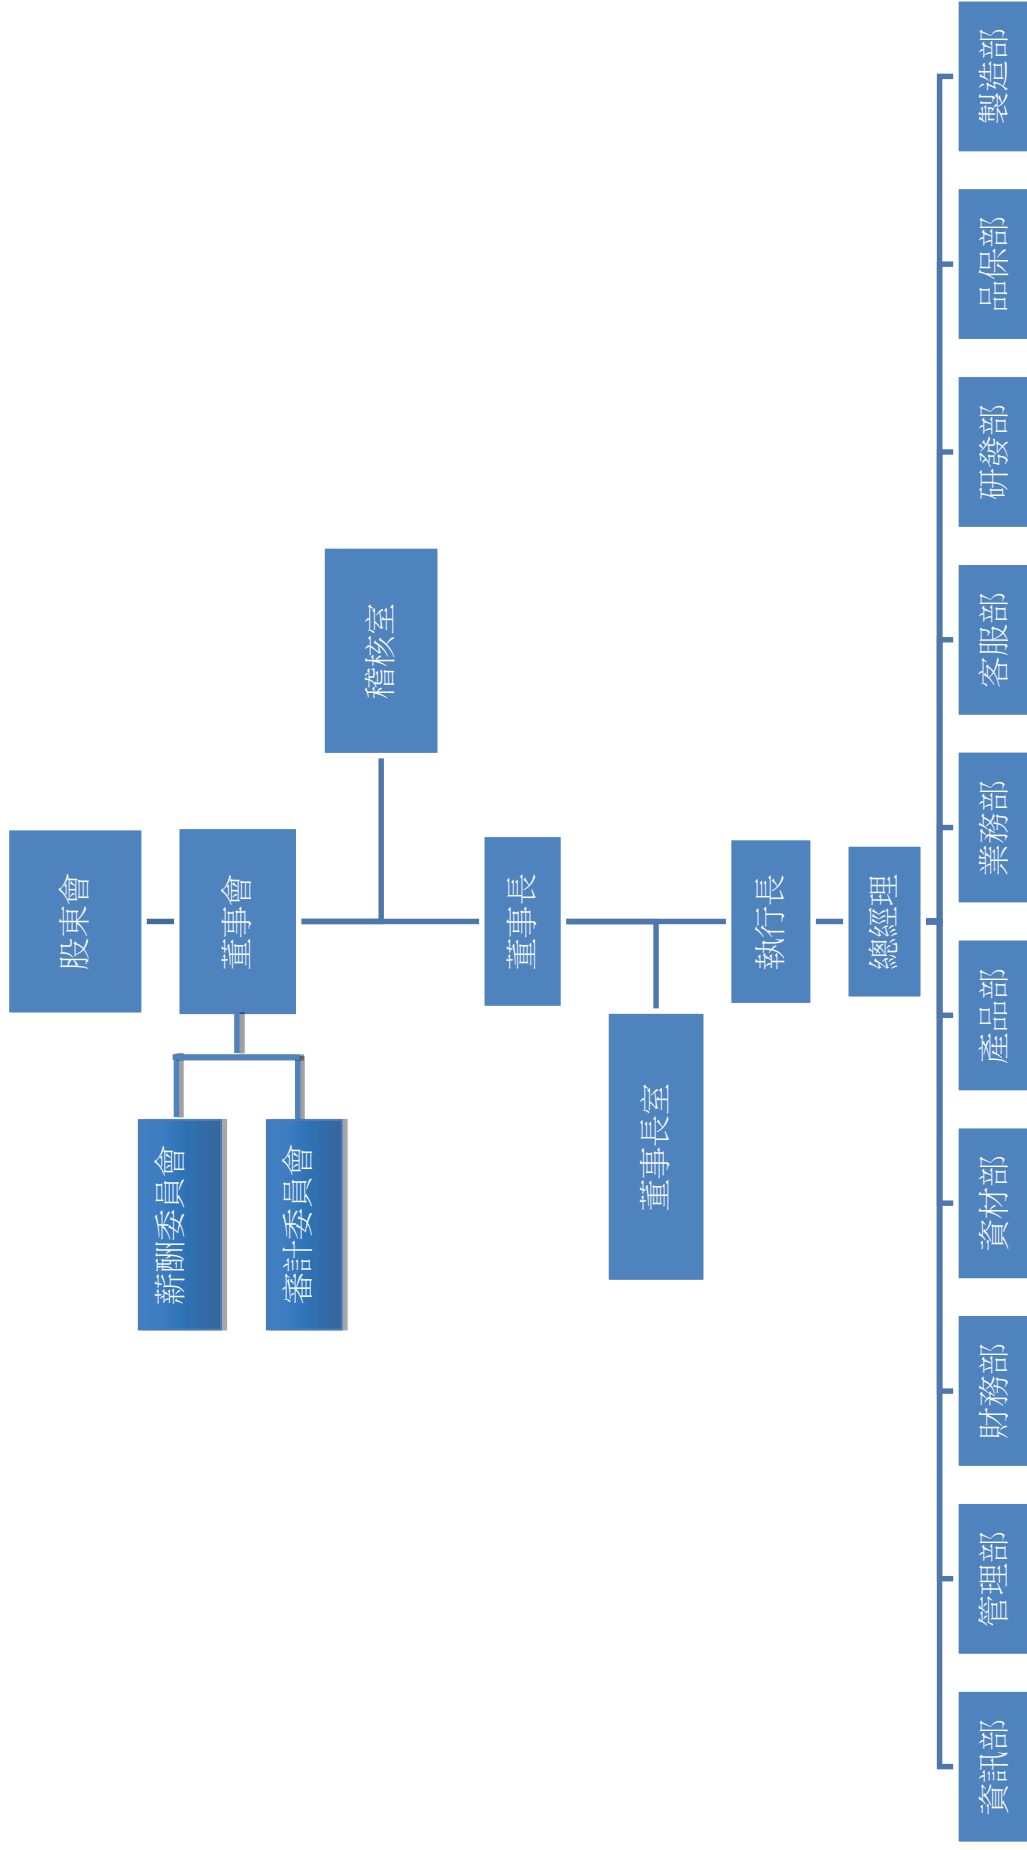 股東會
薪酬委員會
董事會
審計委員會
稽核室
董事長
董事長室
執行長
總經理
資訊部
管理部
財務部
資材部
產品部
業務部
客服部
研發部
品保部
製造部